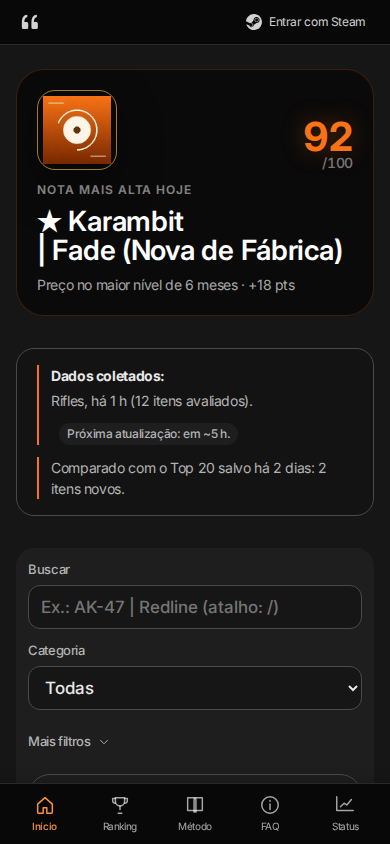 Entrar com Steam
92
/100
NOTA MAIS ALTA HOJE
★ Karambit
| Fade (Nova de Fábrica)
Preço no maior nível de 6 meses · +18 pts
Dados coletados:
Rifles, há 1 h (12 itens avaliados).
Próxima atualização: em ~5 h.
Comparado com o Top 20 salvo há 2 dias: 2
itens novos.
Buscar
Ex.: AK-47 | Redline (atalho: /)
Categoria
Todas
Mais filtros
Início
Ranking
Método
FAQ
Status